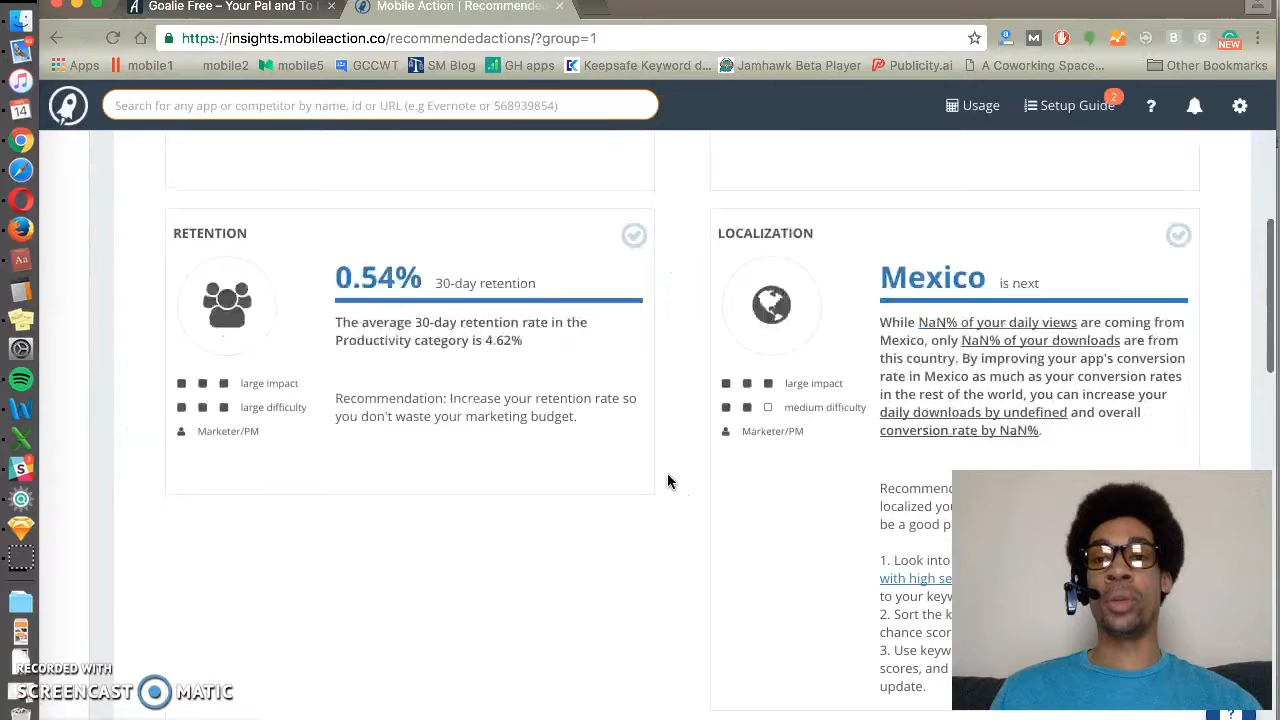 Goalie Free – Your Pal and To
Mobile Action | Recommende
https://insights.mobileaction.co/recommendedactions/?group=1
NEW
Apps
mobile1
mobile2
mobile5
GCCWT
SM Blog
GH apps
Keepsafe Keyword d...
Jamhawk Beta Player
Publicity.ai
A Coworking Space...
Other Bookmarks
Search for any app or competitor by name, id or URL (e.g Evernote or 568939854)
Usage
Setup Guide
2
?
RETENTION
0.54% 30-day retention
The average 30-day retention rate in the
Productivity category is 4.62%
large impact
large difficulty
Marketer/PM
Recommendation: Increase your retention rate so
you don't waste your marketing budget.
LOCALIZATION
Mexico is next
While NaN% of your daily views are coming from
Mexico, only NaN% of your downloads are from
this country. By improving your app's conversion
rate in Mexico as much as your conversion rates
in the rest of the world, you can increase your
daily downloads by undefined and overall
conversion rate by NaN%.
large impact
medium difficulty
Marketer/PM
Recommend
localized yo
be a good p
1. Look into
with high se
to your keyw
2. Sort the k
chance scor
3. Use keyw
scores, and
update.
RECORDED WITH
SCREENCAST MATIC
?